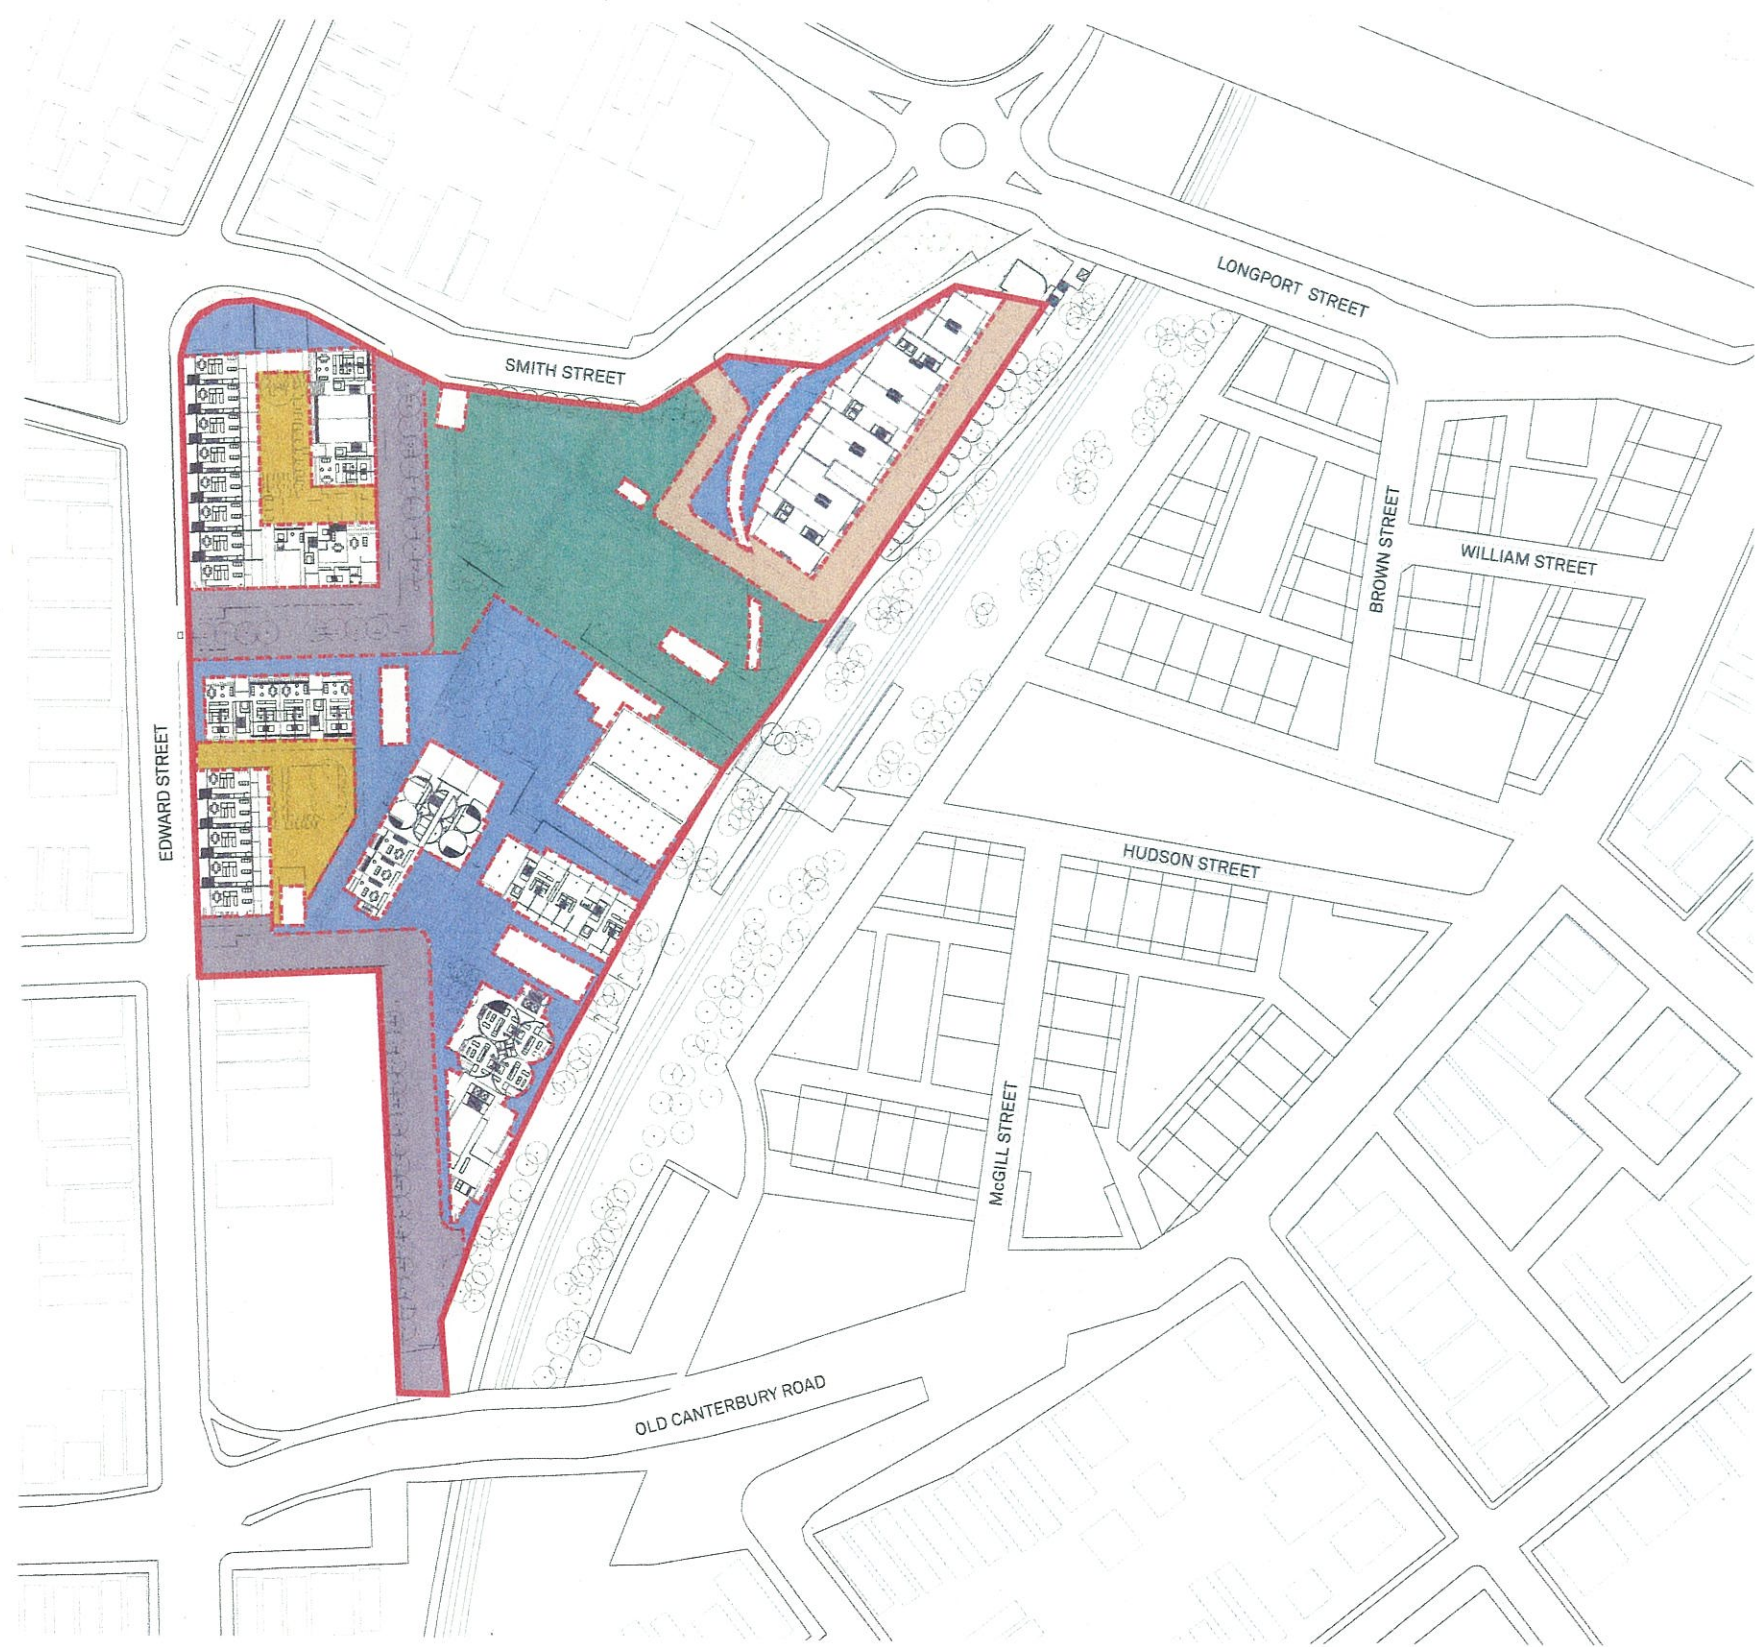 LONGPORT STREET
SMITH STREET
BROWN STREET
WILLIAM STREET
EDWARD STREET
HUDSON STREET
McGILL STREET
OLD CANTERBURY ROAD